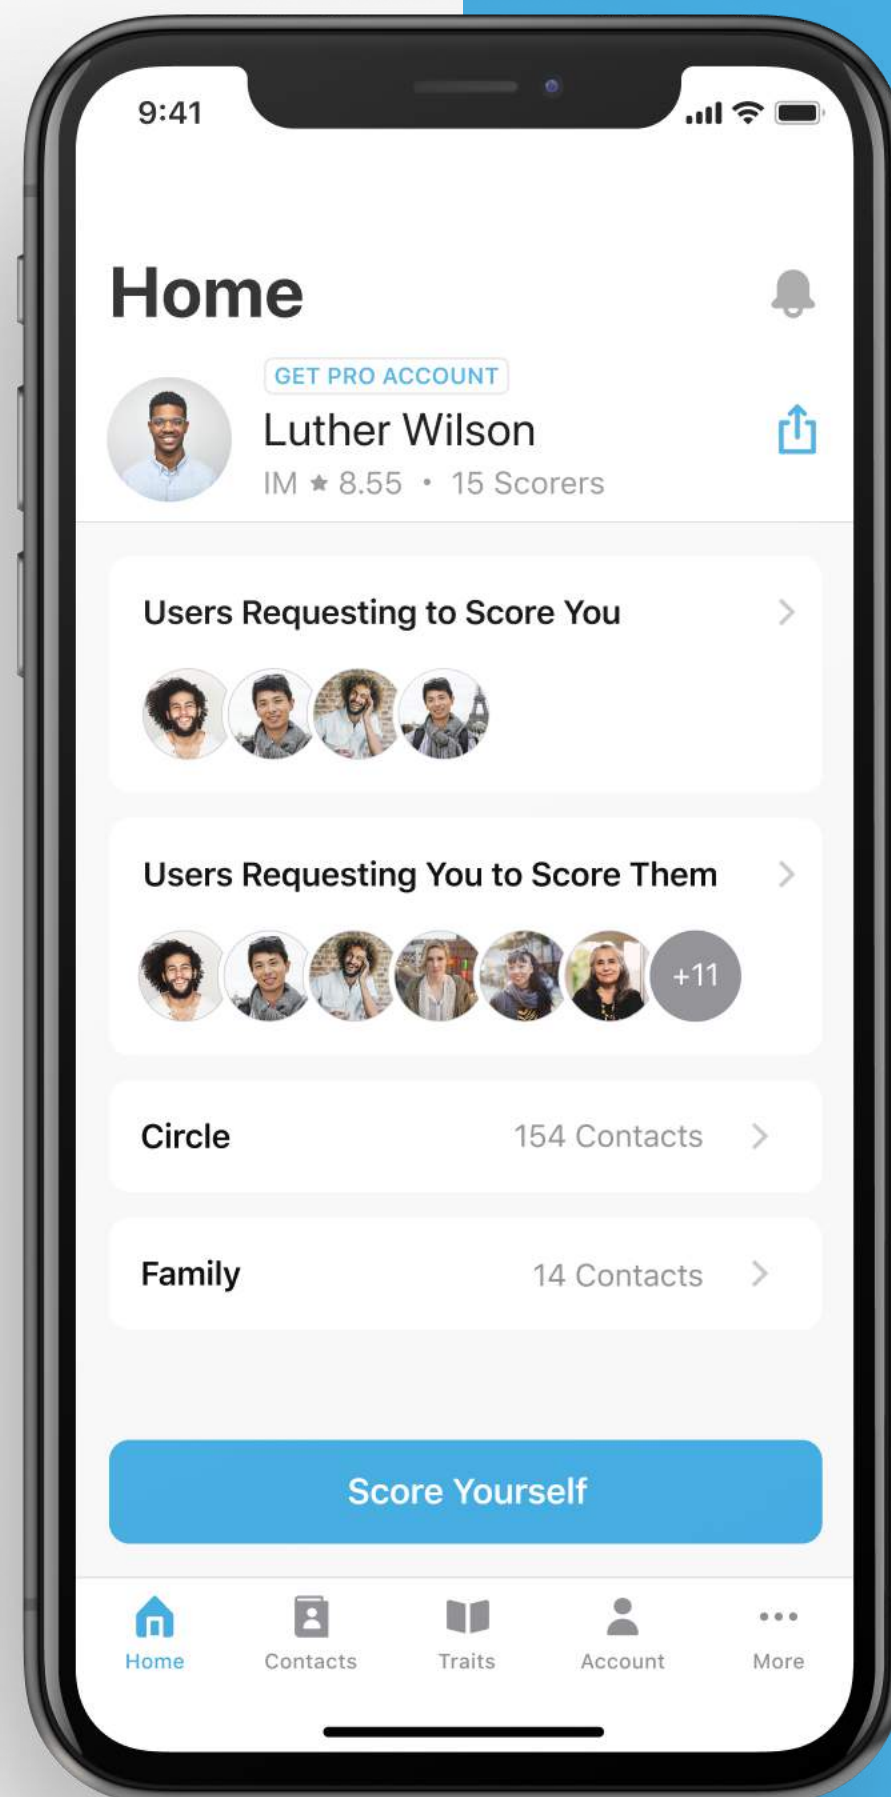 9:41
Home
GET PRO ACCOUNT
Luther Wilson
IM ★ 8.55 • 15 Scorers
Users Requesting to Score You
Users Requesting You to Score Them
+11
Circle 154 Contacts
Family 14 Contacts
Score Yourself
Home Contacts Traits Account More